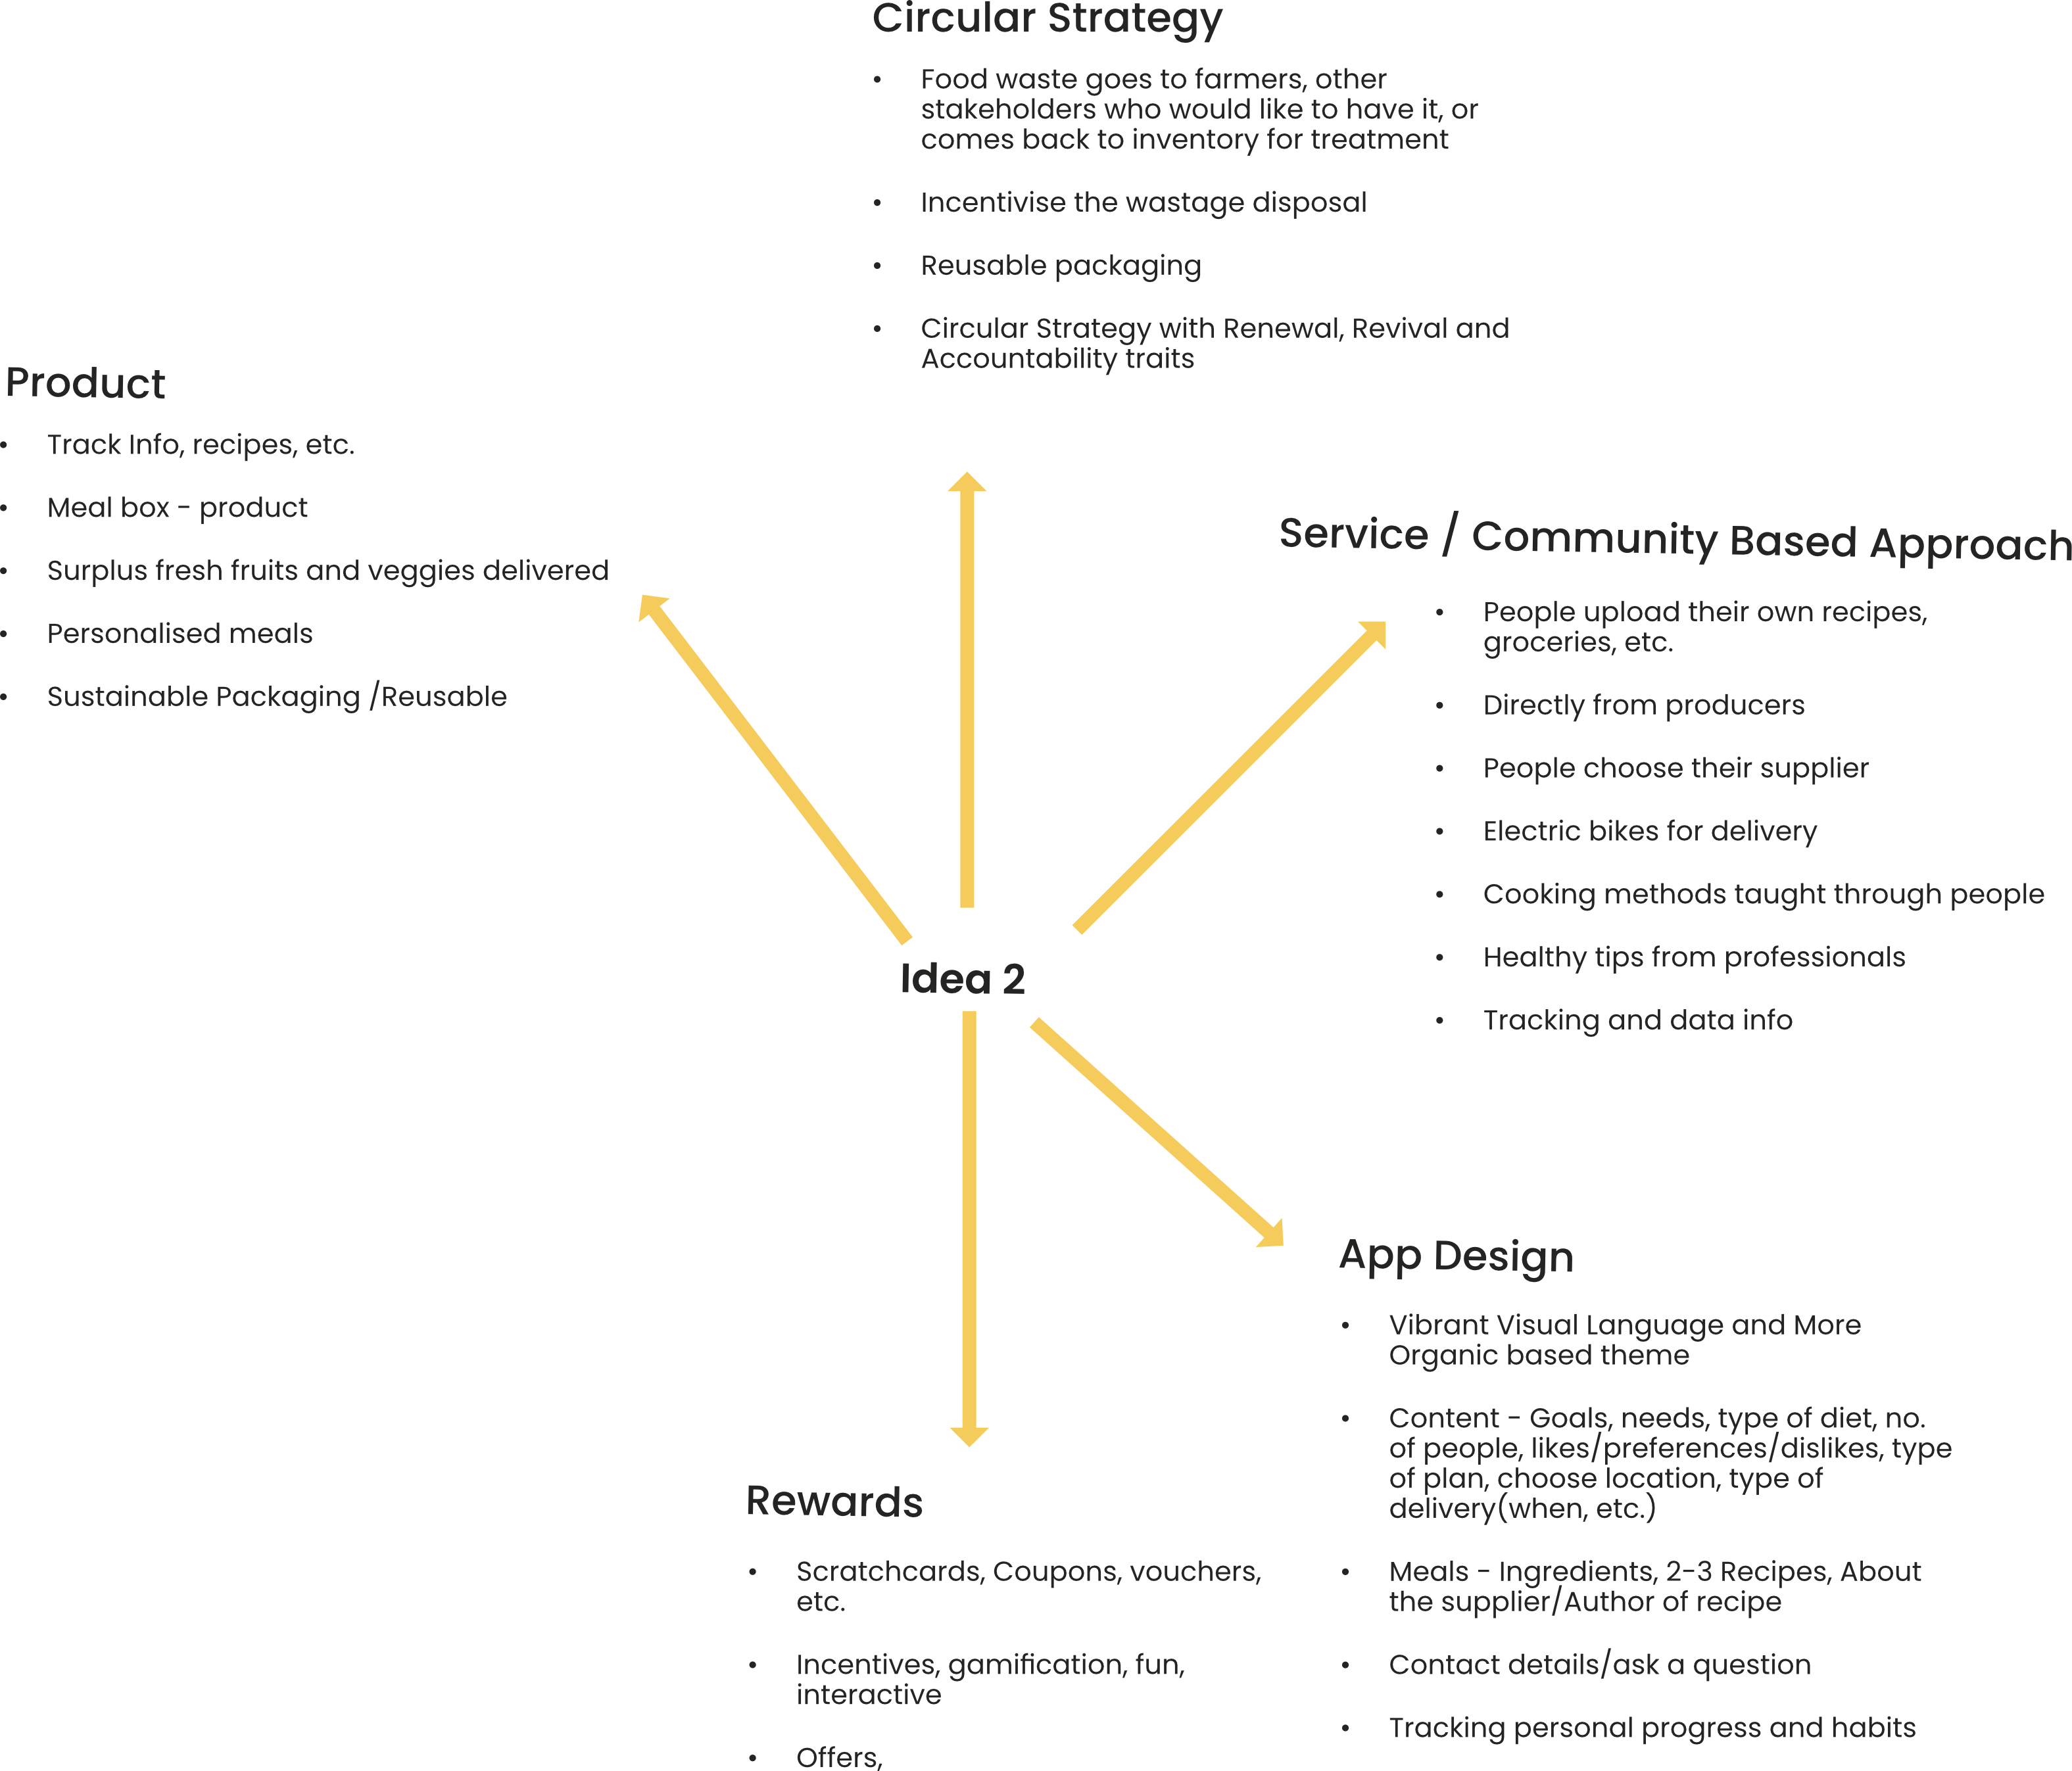 Circular Strategy
• Food waste goes to farmers, other
stakeholders who would like to have it, or
comes back to inventory for treatment
• Incentivise the wastage disposal
• Reusable packaging
• Circular Strategy with Renewal, Revival and
Accountability traits
Product
• Track Info, recipes, etc.
• Meal box - product
• Surplus fresh fruits and veggies delivered
• Personalised meals
• Sustainable Packaging /Reusable
Service / Community Based Approach
• People upload their own recipes,
groceries, etc.
• Directly from producers
• People choose their supplier
• Electric bikes for delivery
• Cooking methods taught through people
• Healthy tips from professionals
• Tracking and data info
Idea 2
App Design
• Vibrant Visual Language and More
Organic based theme
• Content - Goals, needs, type of diet, no.
of people, likes/preferences/dislikes, type
of plan, choose location, type of
delivery(when, etc.)
• Meals - Ingredients, 2-3 Recipes, About
the supplier/Author of recipe
• Contact details/ask a question
• Tracking personal progress and habits
Rewards
• Scratchcards, Coupons, vouchers,
etc.
• Incentives, gamification, fun,
interactive
• Offers,